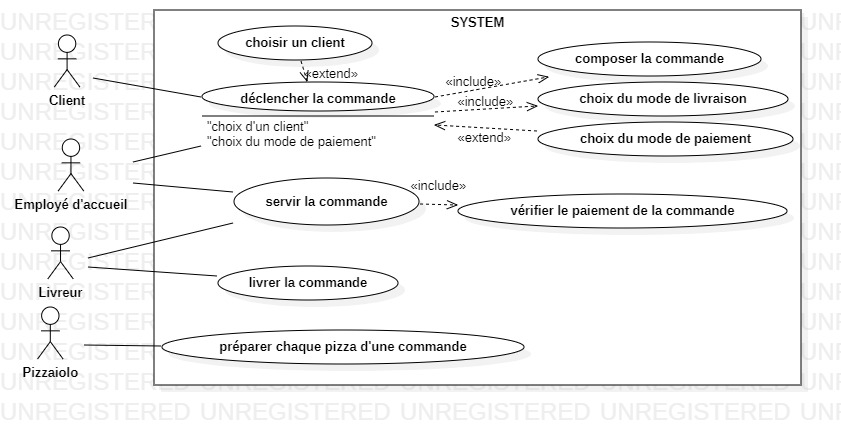 SYSTEM
choisir un client
«extend»
Client
déclencher la commande
"choix d'un client"
"choix du mode de paiement"
«include»
composer la commande
«include»
choix du mode de livraison
«extend»
choix du mode de paiement
Employé d'accueil
servir la commande
«include»
vérifier le paiement de la commande
Livreur
livrer la commande
Pizzaiolo
préparer chaque pizza d'une commande
UNREGISTERED UNREGISTERED UNREGISTERED UNREGISTERED